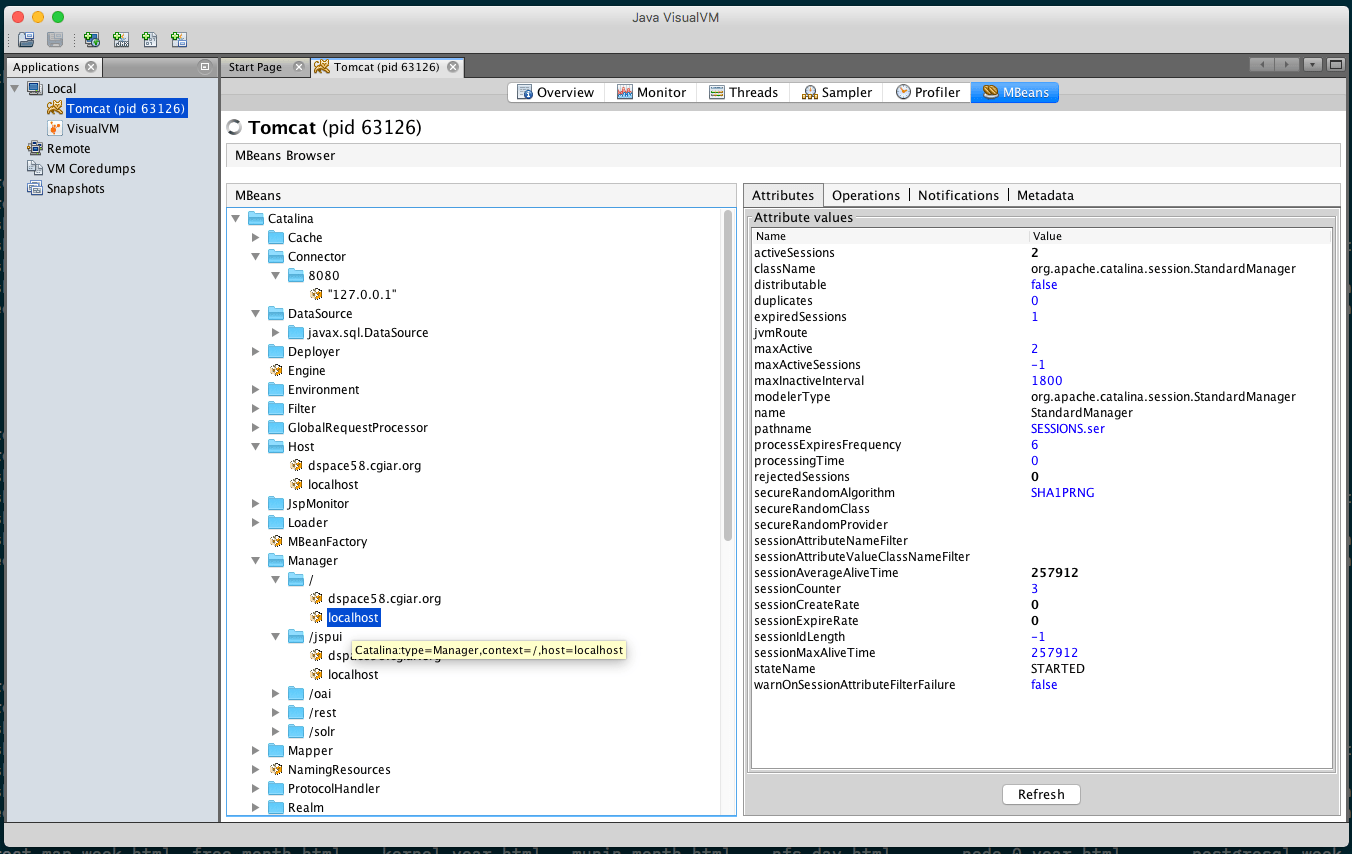 Java VisualVM
Applications
Start Page
Tomcat (pid 63126)
Local
Tomcat (pid 63126)
VisualVM
Remote
VM Coredumps
Snapshots
Overview
Monitor
Threads
Sampler
Profiler
MBeans
Tomcat (pid 63126)
MBeans Browser
MBeans
Catalina
Cache
Connector
8080
"127.0.0.1"
DataSource
javax.sql.DataSource
Deployer
Engine
Environment
Filter
GlobalRequestProcessor
Host
dspace58.cgiar.org
localhost
JspMonitor
Loader
MBeanFactory
Manager
/
dspace58.cgiar.org
localhost
/jspui
Catalina:type=Manager,context=/,host=localhost
localhost
/oai
/rest
/solr
Mapper
NamingResources
ProtocolHandler
Realm
Attributes Operations Notifications Metadata
Attribute values
Name Value
activeSessions 2
className org.apache.catalina.session.StandardManager
distributable false
duplicates 0
expiredSessions 1
jvmRoute
maxActive 2
maxActiveSessions -1
maxInactiveInterval 1800
modelerType org.apache.catalina.session.StandardManager
name StandardManager
pathname SESSIONS.ser
processExpiresFrequency 6
processingTime 0
rejectedSessions 0
secureRandomAlgorithm SHA1PRNG
secureRandomClass
secureRandomProvider
sessionAttributeNameFilter
sessionAttributeValueClassNameFilter
sessionAverageAliveTime 257912
sessionCounter 3
sessionCreateRate 0
sessionExpireRate 0
sessionIdLength -1
sessionMaxAliveTime 257912
stateName STARTED
warnOnSessionAttributeFilterFailure false
Refresh